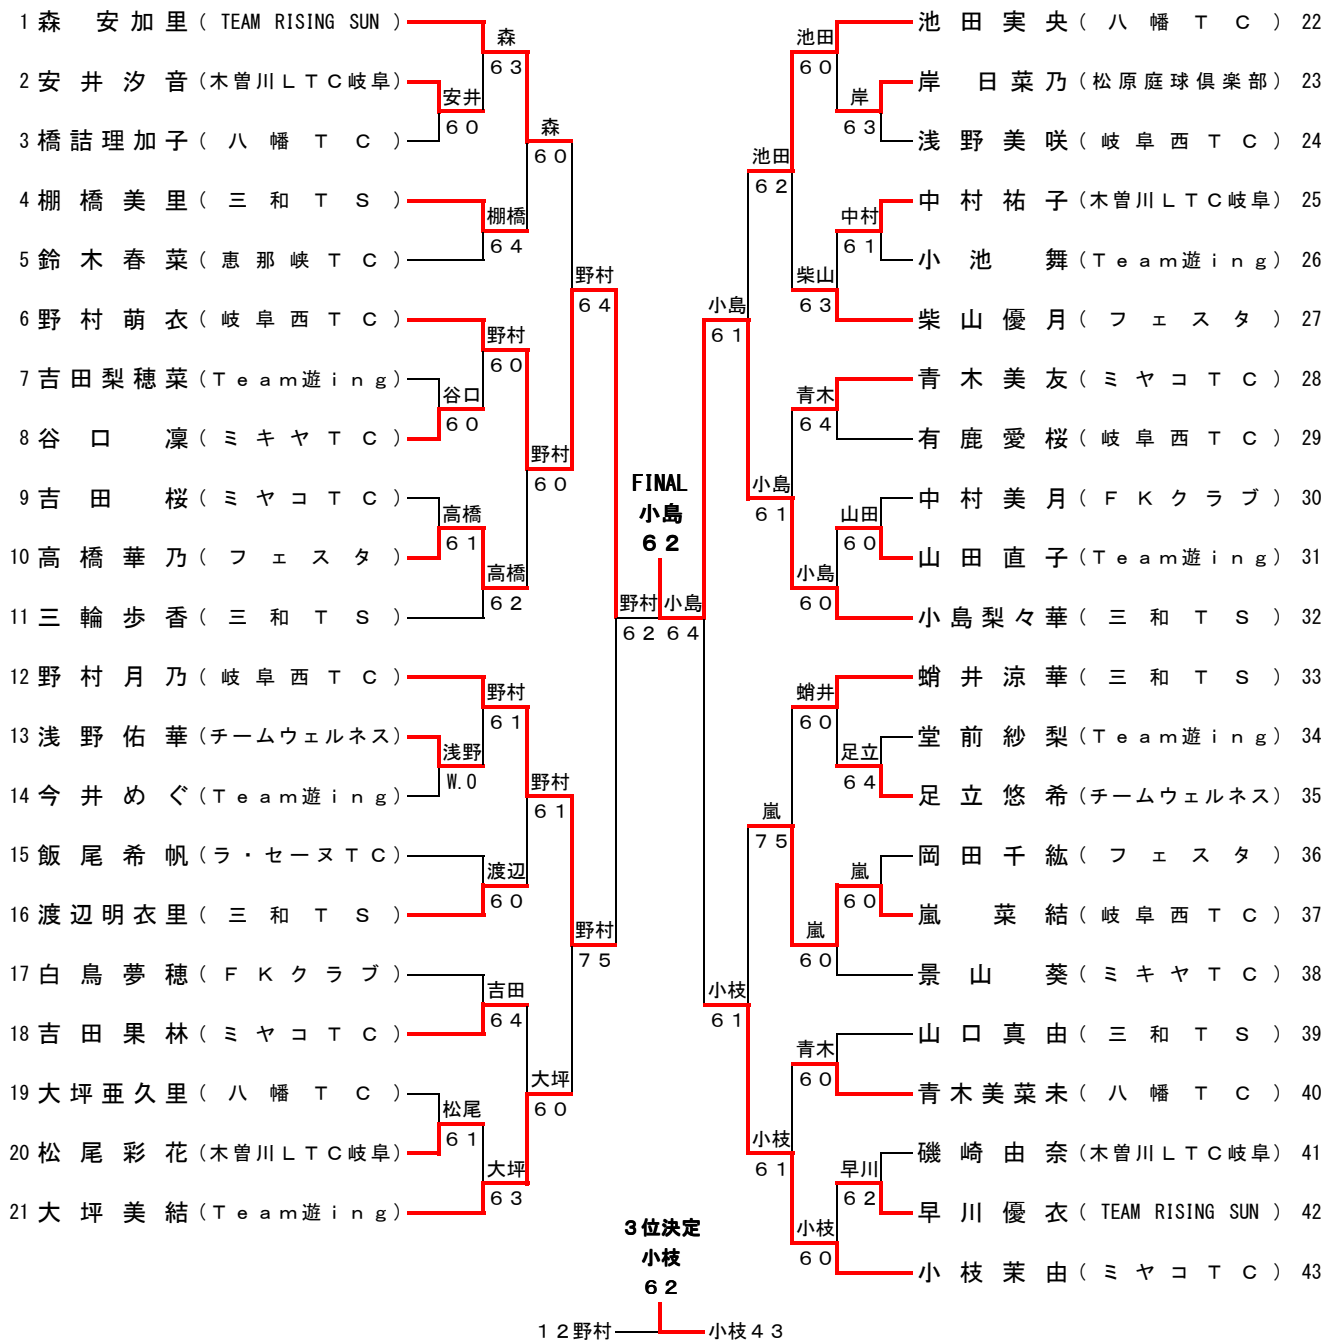 1 森 安加里 ( TEAM RISING SUN )
2 安井汐音 (木曽川LTC岐阜)
3 橋詰理加子 ( 八幡TC )
4 棚橋美里 ( 三和TS )
5 鈴木春菜 ( 恵那峡TC )
6 野村萌衣 ( 岐阜西TC )
7 吉田梨穂菜 (Team遊ing)
8 谷口 凜 ( ミキヤTC )
9 吉田 桜 ( ミヤコTC )
10 高橋華乃 ( フェスタ )
11 三輪歩香 ( 三和TS )
12 野村月乃 ( 岐阜西TC )
13 浅野佑華 (チームウェルネス)
14 今井めぐ (Team遊ing)
15 飯尾希帆 (ラ・セーヌTC)
16 渡辺明衣里 ( 三和TS )
17 白鳥夢穂 ( FKクラブ )
18 吉田果林 ( ミヤコTC )
19 大坪亜久里 ( 八幡TC )
20 松尾彩花 (木曽川LTC岐阜)
21 大坪美結 (Team遊ing)
安井
60
谷口
60
高橋
61
浅野
W.0
松尾
61
森
63
棚橋
64
野村
60
高橋
62
野村
61
渡辺
60
吉田
64
大坪
63
森
60
野村
60
野村
61
大坪
60
野村
64
野村
75
野村
62
FINAL
小島
62
小島
64
小島
61
小枝
61
池田
62
小島
61
嵐
75
小枝
61
池田
60
柴山
63
青木
64
小島
60
蛸井
60
嵐
60
青木
60
小枝
60
岸
63
中村
61
山田
60
足立
64
嵐
60
早川
62
池田実央 ( 八幡TC ) 22
岸 日菜乃 (松原庭球倶楽部) 23
浅野美咲 ( 岐阜西TC ) 24
中村祐子 (木曽川LTC岐阜) 25
小池 舞 (Team遊ing) 26
柴山優月 ( フェスタ ) 27
青木美友 ( ミヤコTC ) 28
有鹿愛桜 ( 岐阜西TC ) 29
中村美月 ( FKクラブ ) 30
山田直子 (Team遊ing) 31
小島梨々華 ( 三和TS ) 32
蛸井涼華 ( 三和TS ) 33
堂前紗梨 (Team遊ing) 34
足立悠希 (チームウェルネス) 35
岡田千紘 ( フェスタ ) 36
嵐 菜結 ( 岐阜西TC ) 37
景山 葵 ( ミキヤTC ) 38
山口真由 ( 三和TS ) 39
青木美菜未 ( 八幡TC ) 40
磯崎由奈 (木曽川LTC岐阜) 41
早川優衣 ( TEAM RISING SUN ) 42
小枝茉由 ( ミヤコTC ) 43
3位決定
小枝
62
12野村 小枝43